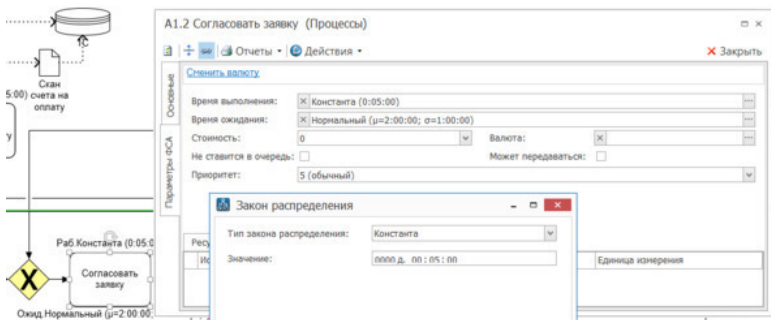 А1.2 Согласовать заявку (Процессы)
Отчеты
Действия
Закрыть
Сменить валюту
Основные
Параметры ФСА
Время выполнения:
Константа (0:05:00)
Время ожидания:
Нормальный (μ=2:00:00; σ=1:00:00)
Стоимость:
0
Валюта:
Не ставится в очередь:
Может передаваться:
Приоритет:
5 (обычный)
Закон распределения
Тип закона распределения:
Константа
Значение:
0000 д. 00 : 05 : 00
Ресу
Ис
Единица измерения
1С
Скан
5:00) счета на
оплату
у
Раб.Константа (0:05:0
X
Согласовать
заявку
Ожид.Нормальный (μ=2:00:00